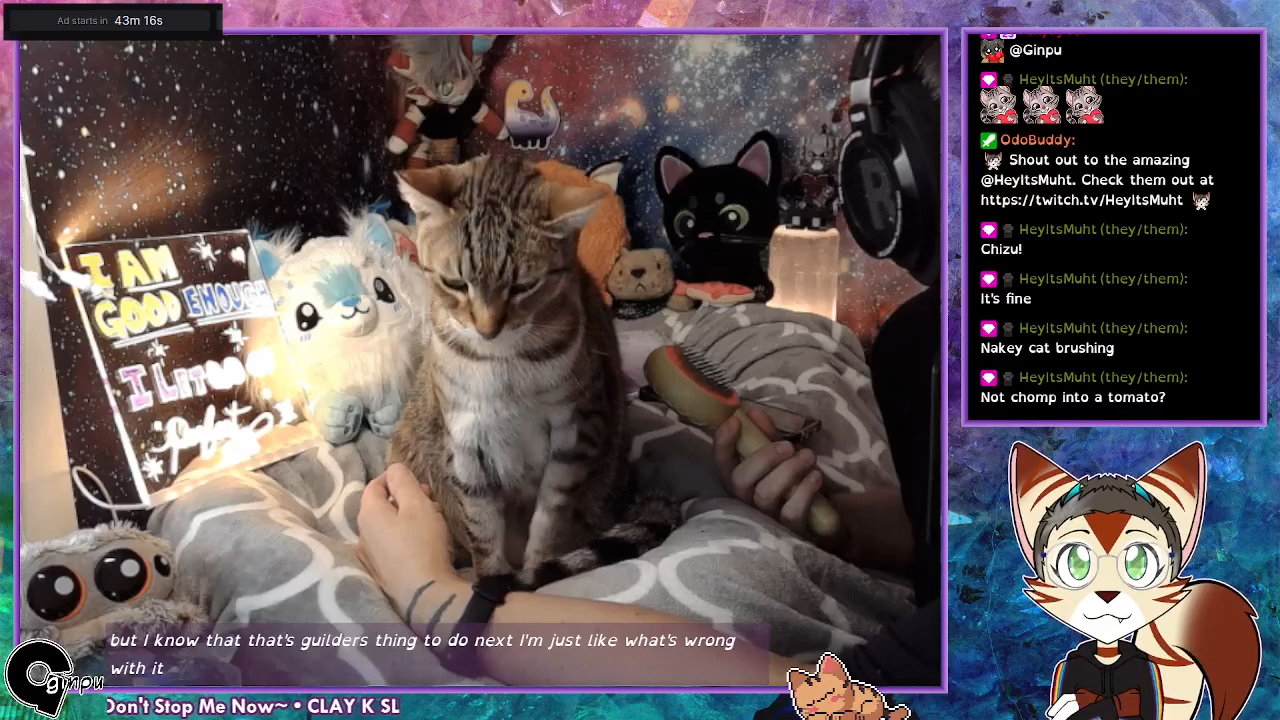 Ad starts in 43m 16s
@Ginpu
HeyItsMuht (they/them):
OdoBuddy:
Shout out to the amazing
@HeyItsMuht. Check them out at
https://twitch.tv/HeyItsMuht
HeyItsMuht (they/them):
Chizu!
HeyItsMuht (they/them):
It's fine
HeyItsMuht (they/them):
Nakey cat brushing
HeyItsMuht (they/them):
Not chomp into a tomato?
I AM
GOOD ENOUGH
R
but I know that that's guilders thing to do next I'm just like what's wrong
with it
ginpu
Don't Stop Me Now~ • CLAY K SL